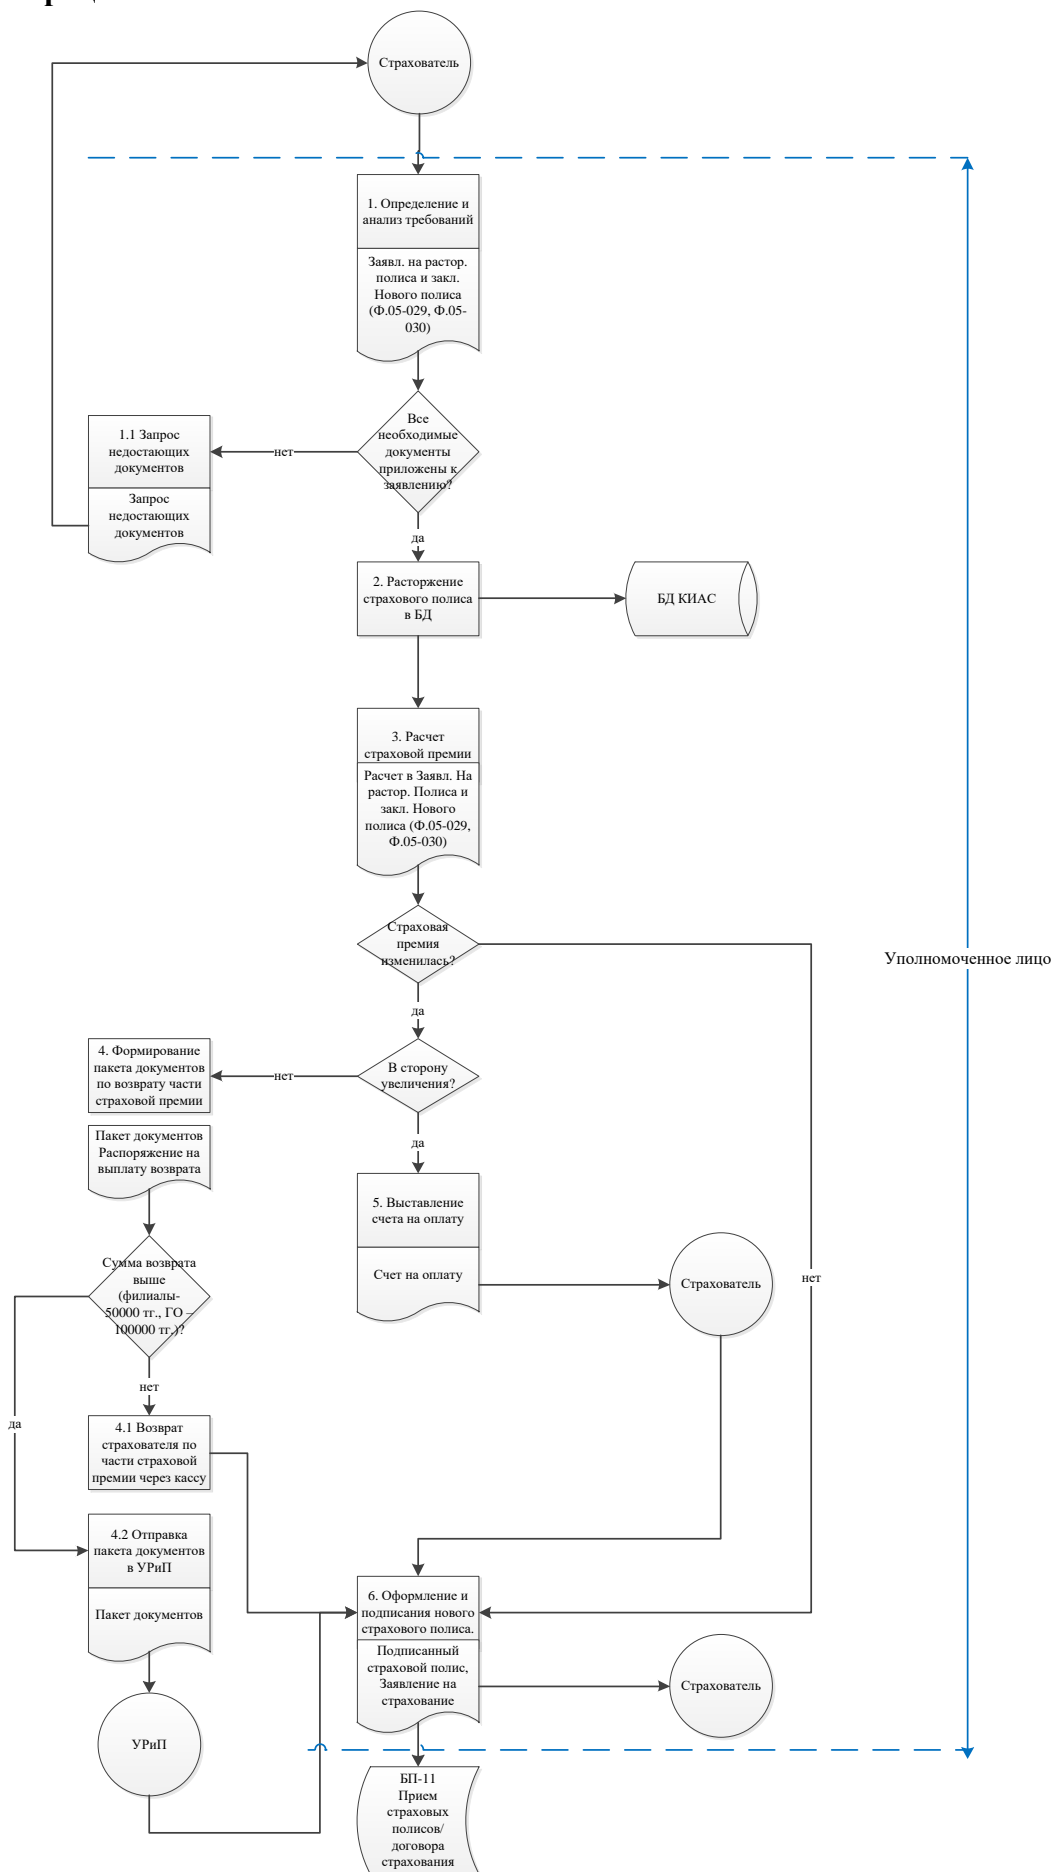 Страхователь
1. Определение и
анализ требований
Заявл. на растор.
полиса и закл.
Нового полиса
(Ф.05-029, Ф.05-
030)
Все
необходимые
документы
приложены к
заявлению?
нет
1.1 Запрос
недостающих
документов
Запрос
недостающих
документов
да
2. Расторжение
страхового полиса
в БД
БД КИАС
3. Расчет
страховой премии
Расчет в Заявл. На
растор. Полиса и
закл. Нового
полиса (Ф.05-029,
Ф.05-030)
Страховая
премия
изменилась?
Уполномоченное лицо
да
В сторону
увеличения?
нет
4. Формирование
пакета документов
по возврату части
страховой премии
Пакет документов
Распоряжение на
выплату возврата
да
5. Выставление
счета на оплату
Счет на оплату
Страхователь
нет
Сумма возврата
выше
(филиалы-
50000 тг., ГО –
100000 тг.)?
нет
да
4.1 Возврат
страхователя по
части страховой
премии через кассу
4.2 Отправка
пакета документов
в УРиП
Пакет документов
УРиП
6. Оформление и
подписания нового
страхового полиса.
Подписанный
страховой полис,
Заявление на
страхование
Страхователь
БП-11
Прием
страховых
полисов/
договора
страхования